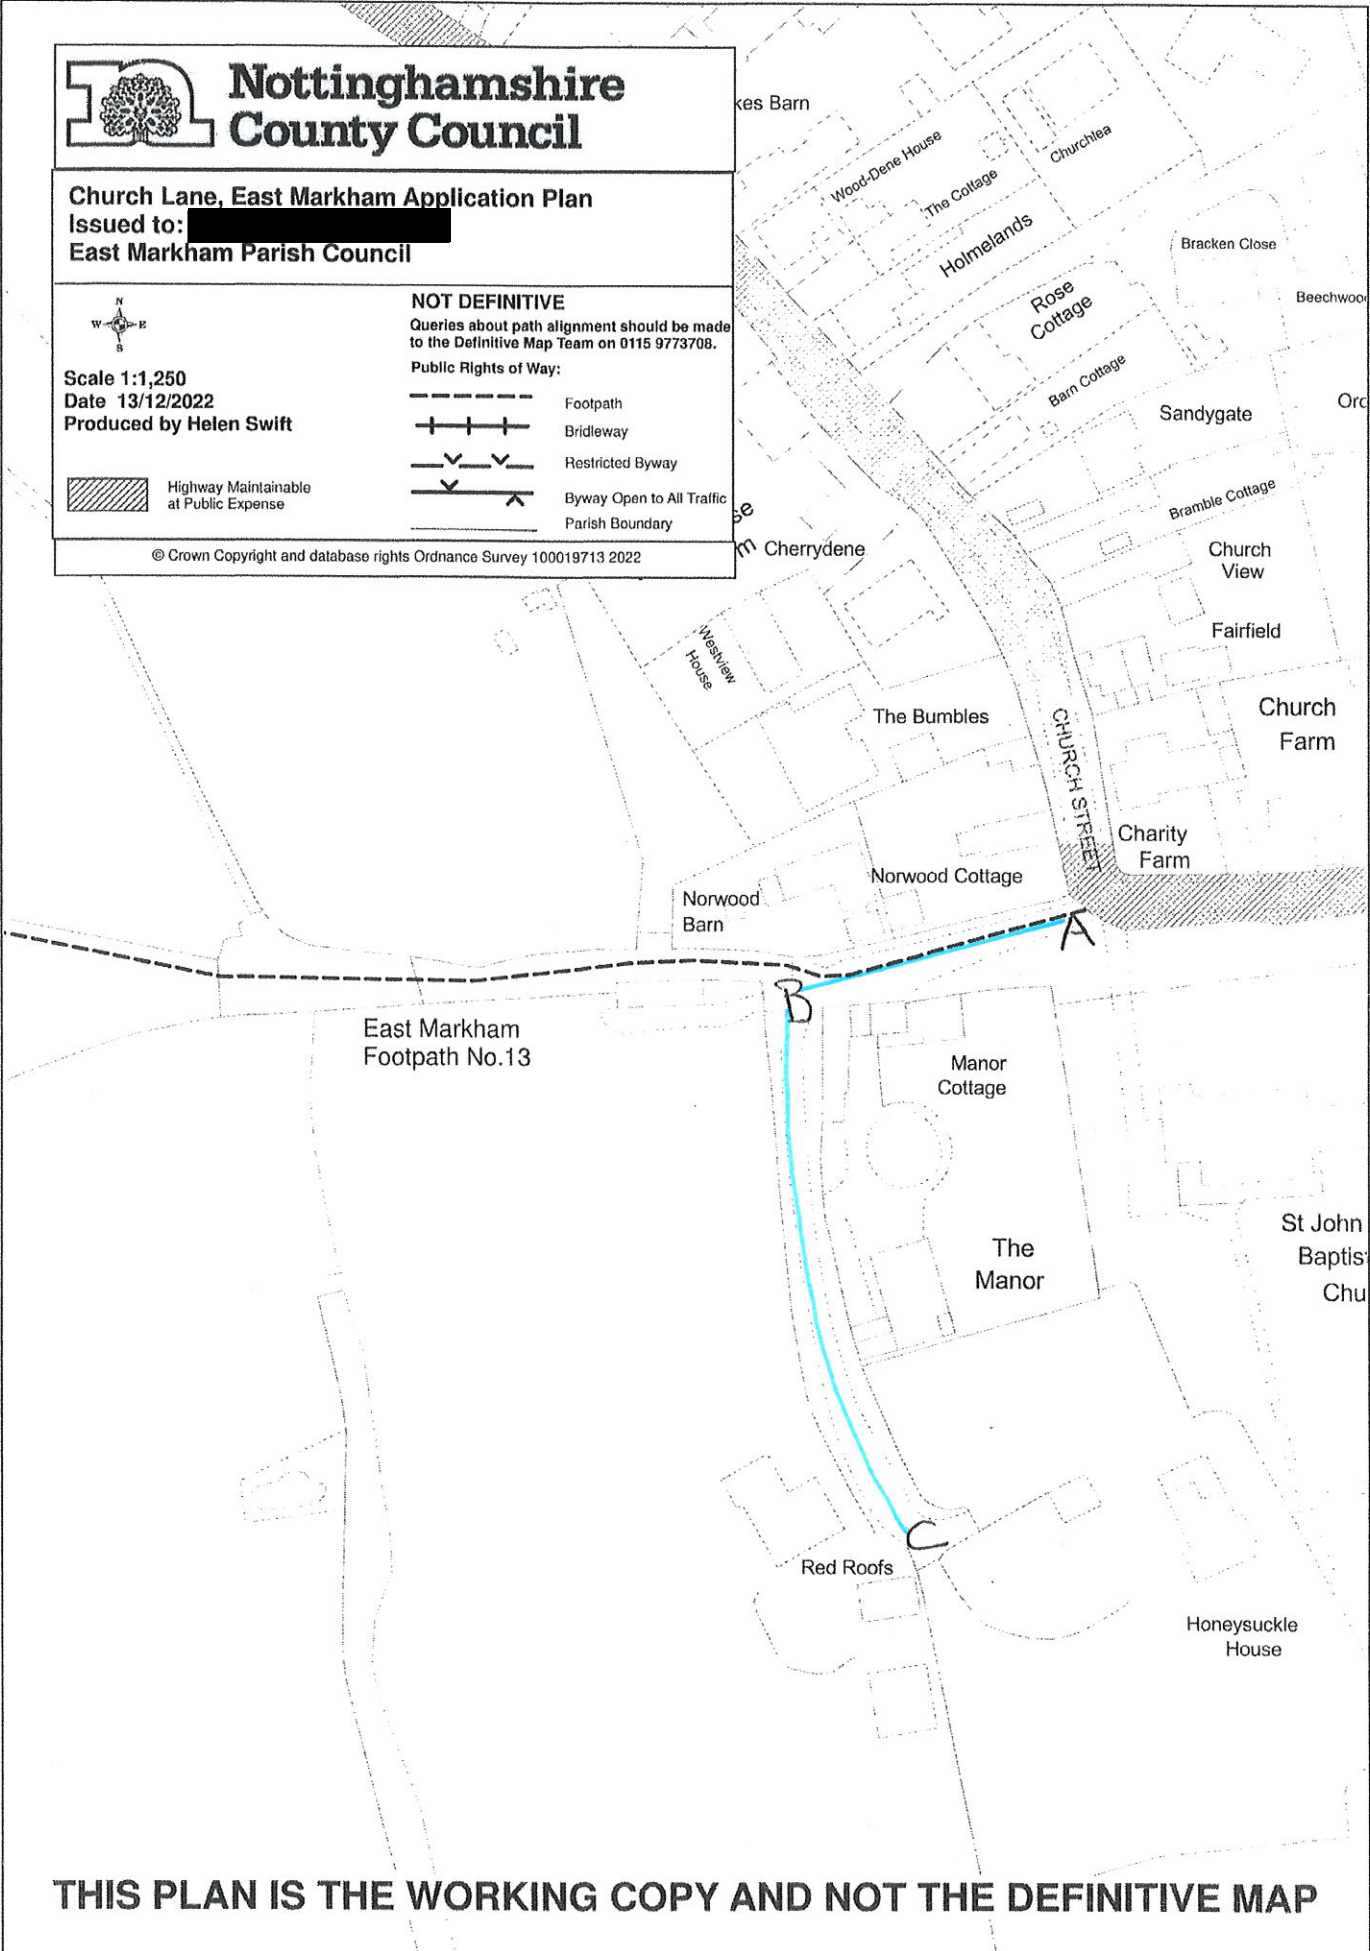 Nottinghamshire
County Council
Church Lane, East Markham Application Plan
Issued to:
East Markham Parish Council
N
W E
S
Scale 1:1,250
Date 13/12/2022
Produced by Helen Swift
Highway Maintainable
at Public Expense
NOT DEFINITIVE
Queries about path alignment should be made
to the Definitive Map Team on 0115 9773708.
Public Rights of Way:
Footpath
Bridleway
Restricted Byway
Byway Open to All Traffic
Parish Boundary
© Crown Copyright and database rights Ordnance Survey 100019713 2022
kes Barn
Wood-Dene House
The Cottage
Churchlea
Holmelands
Bracken Close
Rose
Cottage
Beechwoo
Barn Cottage
Sandygate
Orc
Bramble Cottage
se
m
Cherrydene
Church
View
Fairfield
Westview
House
The Bumbles
CHURCH STREET
Church
Farm
Charity
Farm
Norwood Cottage
Norwood
Barn
A
B
East Markham
Footpath No.13
Manor
Cottage
The
Manor
St John
Baptis
Chu
C
Red Roofs
Honeysuckle
House
THIS PLAN IS THE WORKING COPY AND NOT THE DEFINITIVE MAP